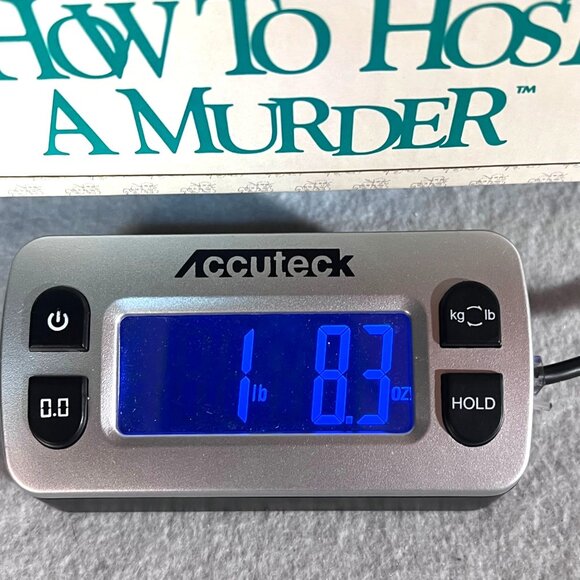 How To Host
A MURDER™
ACCUTECK
kg lb
0.0
1 lb 8.3 oz
HOLD